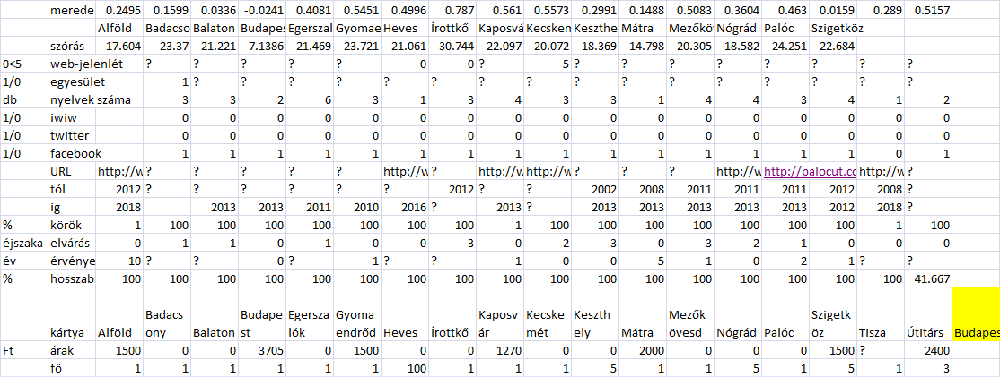 merede 0.2495 0.1599 0.0336 -0.0241 0.4081 0.5451 0.4996 0.787 0.561 0.5573 0.2991 0.1488 0.5083 0.3604 0.463 0.0159 0.289 0.5157
Alföld Badacso Balaton Budapes Egerszal Gyomae Heves Írottkő Kaposvá Kecskem Keszthe Mátra Mezőkö Nógrád Palóc Szigetköz
szórás 17.604 23.37 21.221 7.1386 21.469 23.721 21.061 30.744 22.097 20.072 18.369 14.798 20.305 18.582 24.251 22.684
0<5 web-jelenlét ? ? ? ? ? 0 0 ? 5 ? ? ? ? ? ? ? ?
1/0 egyesület 1 ? ? ? ? ? ? ? ? ? ? ? ? ? ? ? ?
db nyelvek száma 3 3 2 6 3 1 3 4 3 3 1 4 4 3 4 1 2
1/0 iwiw 0 0 0 0 0 0 0 0 0 0 0 0 0 0 0 0 0
1/0 twitter 0 0 0 0 0 0 0 0 0 0 0 0 0 0 0 0 0
1/0 facebook 1 1 1 1 1 1 1 1 1 1 1 1 1 1 1 0 1
URL http://w ? ? ? ? ? http://w ? http://w http://w ? ? ? http://w http://palocut.cc http://w ?
tól 2012 ? ? ? ? ? 2012 ? ? 2002 2008 2011 2011 2011 2012 2008 ?
ig 2018 2013 2013 2011 2010 2016 ? 2013 ? 2013 2013 2013 2013 2013 2012 2018 ?
% körök 1 100 100 100 100 100 100 100 1 100 100 100 100 100 100 100 1 100
éjszaka elvárás 0 1 1 0 1 0 0 3 0 2 3 0 3 2 1 0 0 0
év érvénye 10 ? ? 0 ? 1 ? ? 1 0 0 5 1 0 2 1 ? ?
% hosszab 100 100 100 100 100 100 100 100 100 100 100 100 100 100 100 100 100 41.667
kártya Alföld Badacsony Balaton Budapest Egerszalók Gyomaendrőd Heves Írottkő Kaposvár Kecskemét Keszthely Mátra Mezőkövesd Nógrád Palóc Szigetköz Tisza Útitárs Budapes
Ft árak 1500 0 0 3705 0 1500 0 0 1270 0 0 2000 0 0 0 1500 ? 2400
fő 1 1 1 1 1 1 100 1 1 1 5 1 1 5 1 5 1 3